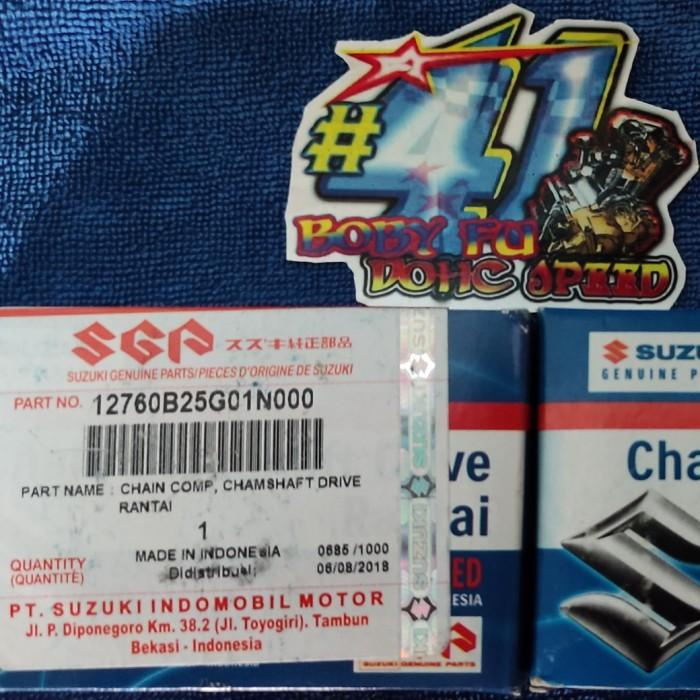 #41
BOBY FU
DOHC SPEED
SGP スズキ純正部品
SUZUKI GENUINE PARTS/PIECES D'ORIGINE DE SUZUKI
PART NO. 12760B25G01N000
PART NAME : CHAIN COMP, CHAMSHAFT DRIVE
RANTAI
1
QUANTITY
(QUANTITÉ)
MADE IN INDONESIA 0685 /1000
Didistribusi; 06/08/2018
PT. SUZUKI INDOMOBIL MOTOR
Jl. P. Diponegoro Km. 38.2 (Jl. Toyogiri). Tambun
Bekasi - Indonesia
ve
ai
ED
ESIA
SUZUKI GENUINE PARTS
SUZU
GENUINE P
Cha